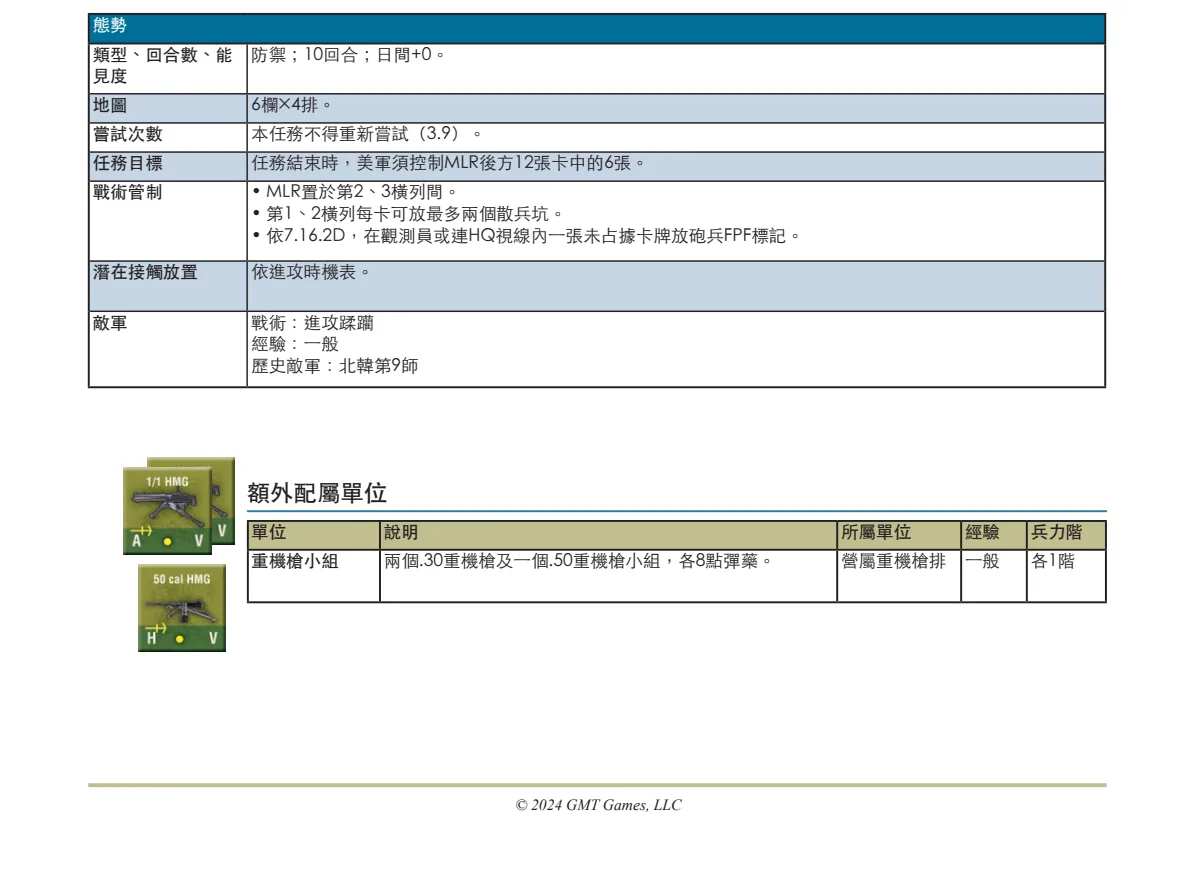 態勢
類型、回合數、能見度
防禦；10回合；日間+0。
地圖
6欄×4排。
嘗試次數
本任務不得重新嘗試（3.9）。
任務目標
任務結束時，美軍須控制MLR後方12張卡中的6張。
戰術管制
• MLR置於第2、3橫列間。
• 第1、2橫列每卡可放最多兩個散兵坑。
• 依7.16.2D，在觀測員或連HQ視線內一張未占據卡牌放砲兵FPF標記。
潛在接觸放置
依進攻時機表。
敵軍
戰術：進攻蹂躪
經驗：一般
歷史敵軍：北韓第9師
1/1 HMG
A V
V
50 cal HMG
H V
額外配屬單位
單位 說明 所屬單位 經驗 兵力階
重機槍小組 兩個.30重機槍及一個.50重機槍小組，各8點彈藥。 營屬重機槍排 一般 各1階
© 2024 GMT Games, LLC